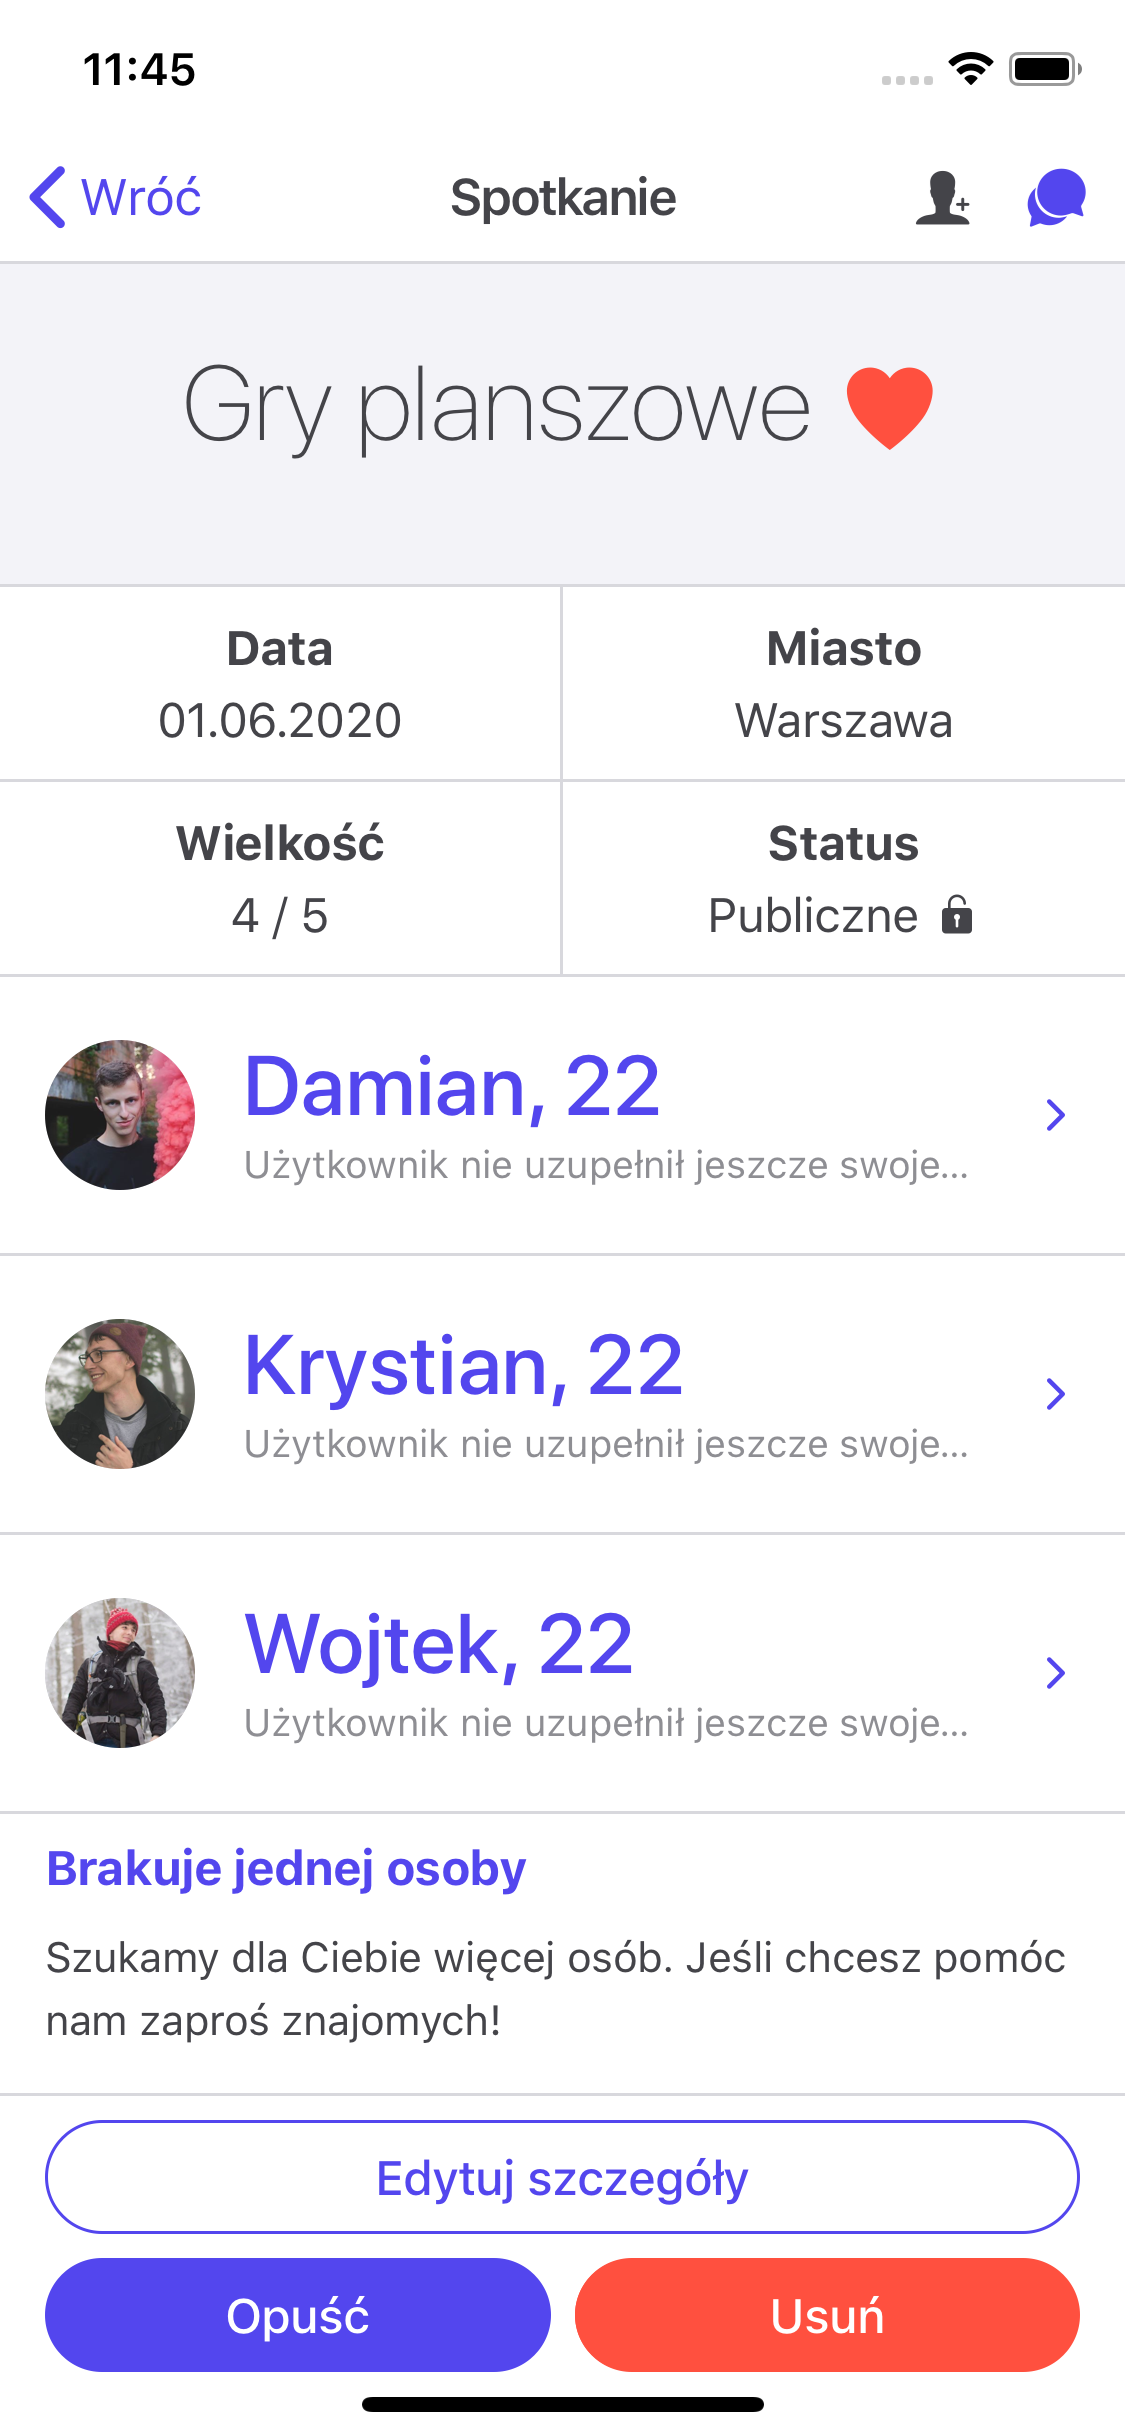 11:45
Wróć
Spotkanie
Gry planszowe
Data
01.06.2020
Miasto
Warszawa
Wielkość
4 / 5
Status
Publiczne
Damian, 22
Użytkownik nie uzupełnił jeszcze swoje...
Krystian, 22
Użytkownik nie uzupełnił jeszcze swoje...
Wojtek, 22
Użytkownik nie uzupełnił jeszcze swoje...
Brakuje jednej osoby
Szukamy dla Ciebie więcej osób. Jeśli chcesz pomóc
nam zaproś znajomych!
Edytuj szczegóły
Opuść
Usuń